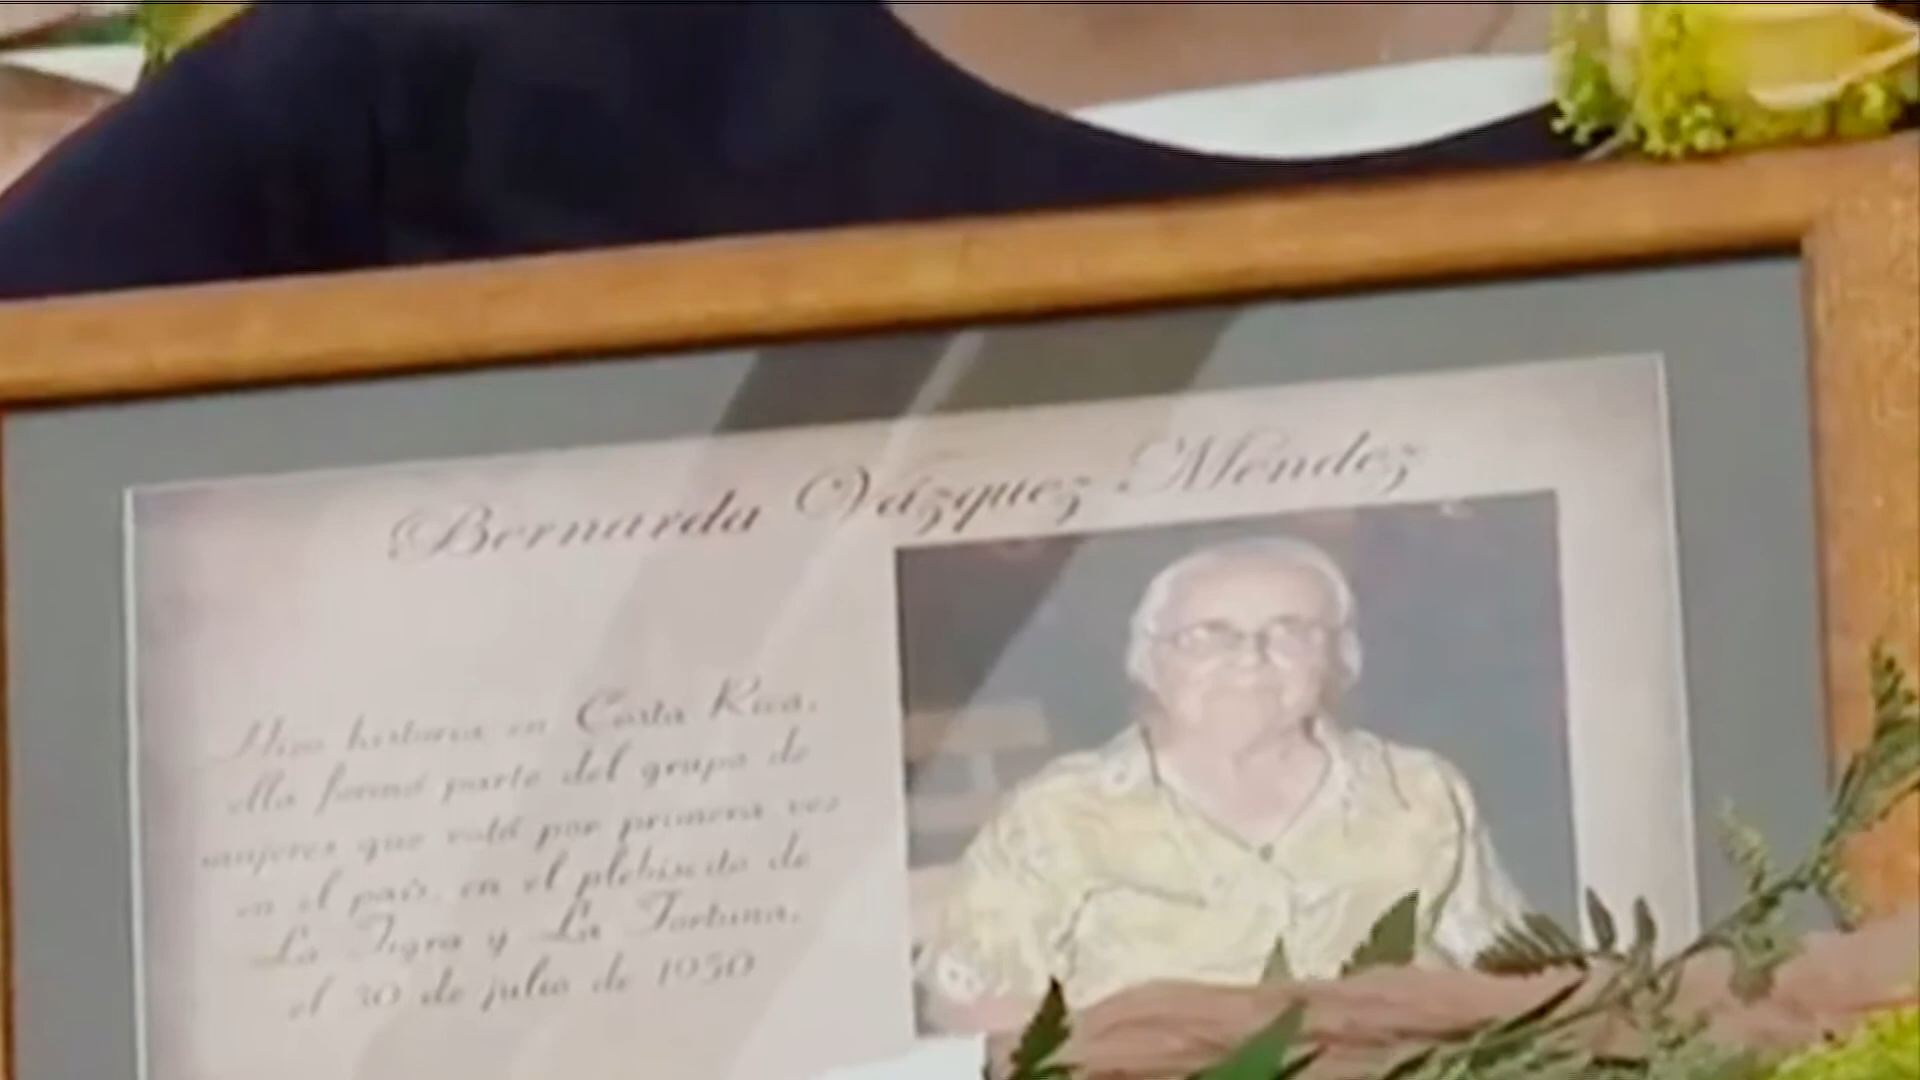 Bernarda Vázquez Méndez
Hizo historia en Costa Rica,
ella formó parte del grupo de
mujeres que votó por primera vez
en el país, en el plebiscito de
La Tigra y La Fortuna,
el 30 de julio de 1950